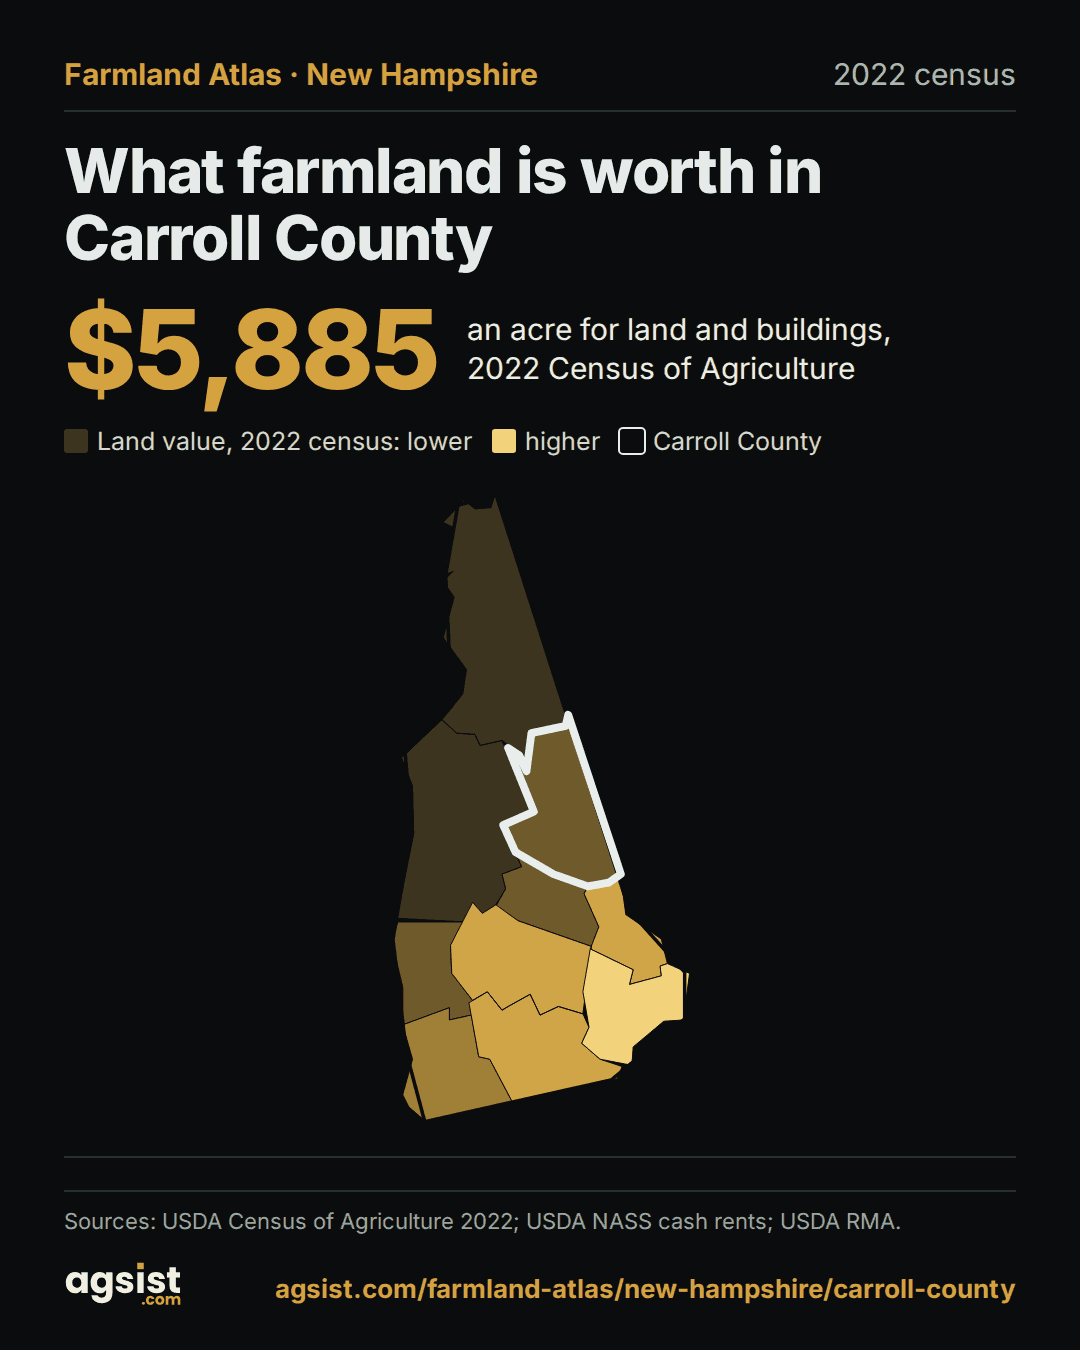 Farmland Atlas · New Hampshire
2022 census
What farmland is worth in
Carroll County
$5,885
an acre for land and buildings,
2022 Census of Agriculture
Land value, 2022 census: lower higher Carroll County
Sources: USDA Census of Agriculture 2022; USDA NASS cash rents; USDA RMA.
agsist
.com
agsist.com/farmland-atlas/new-hampshire/carroll-county